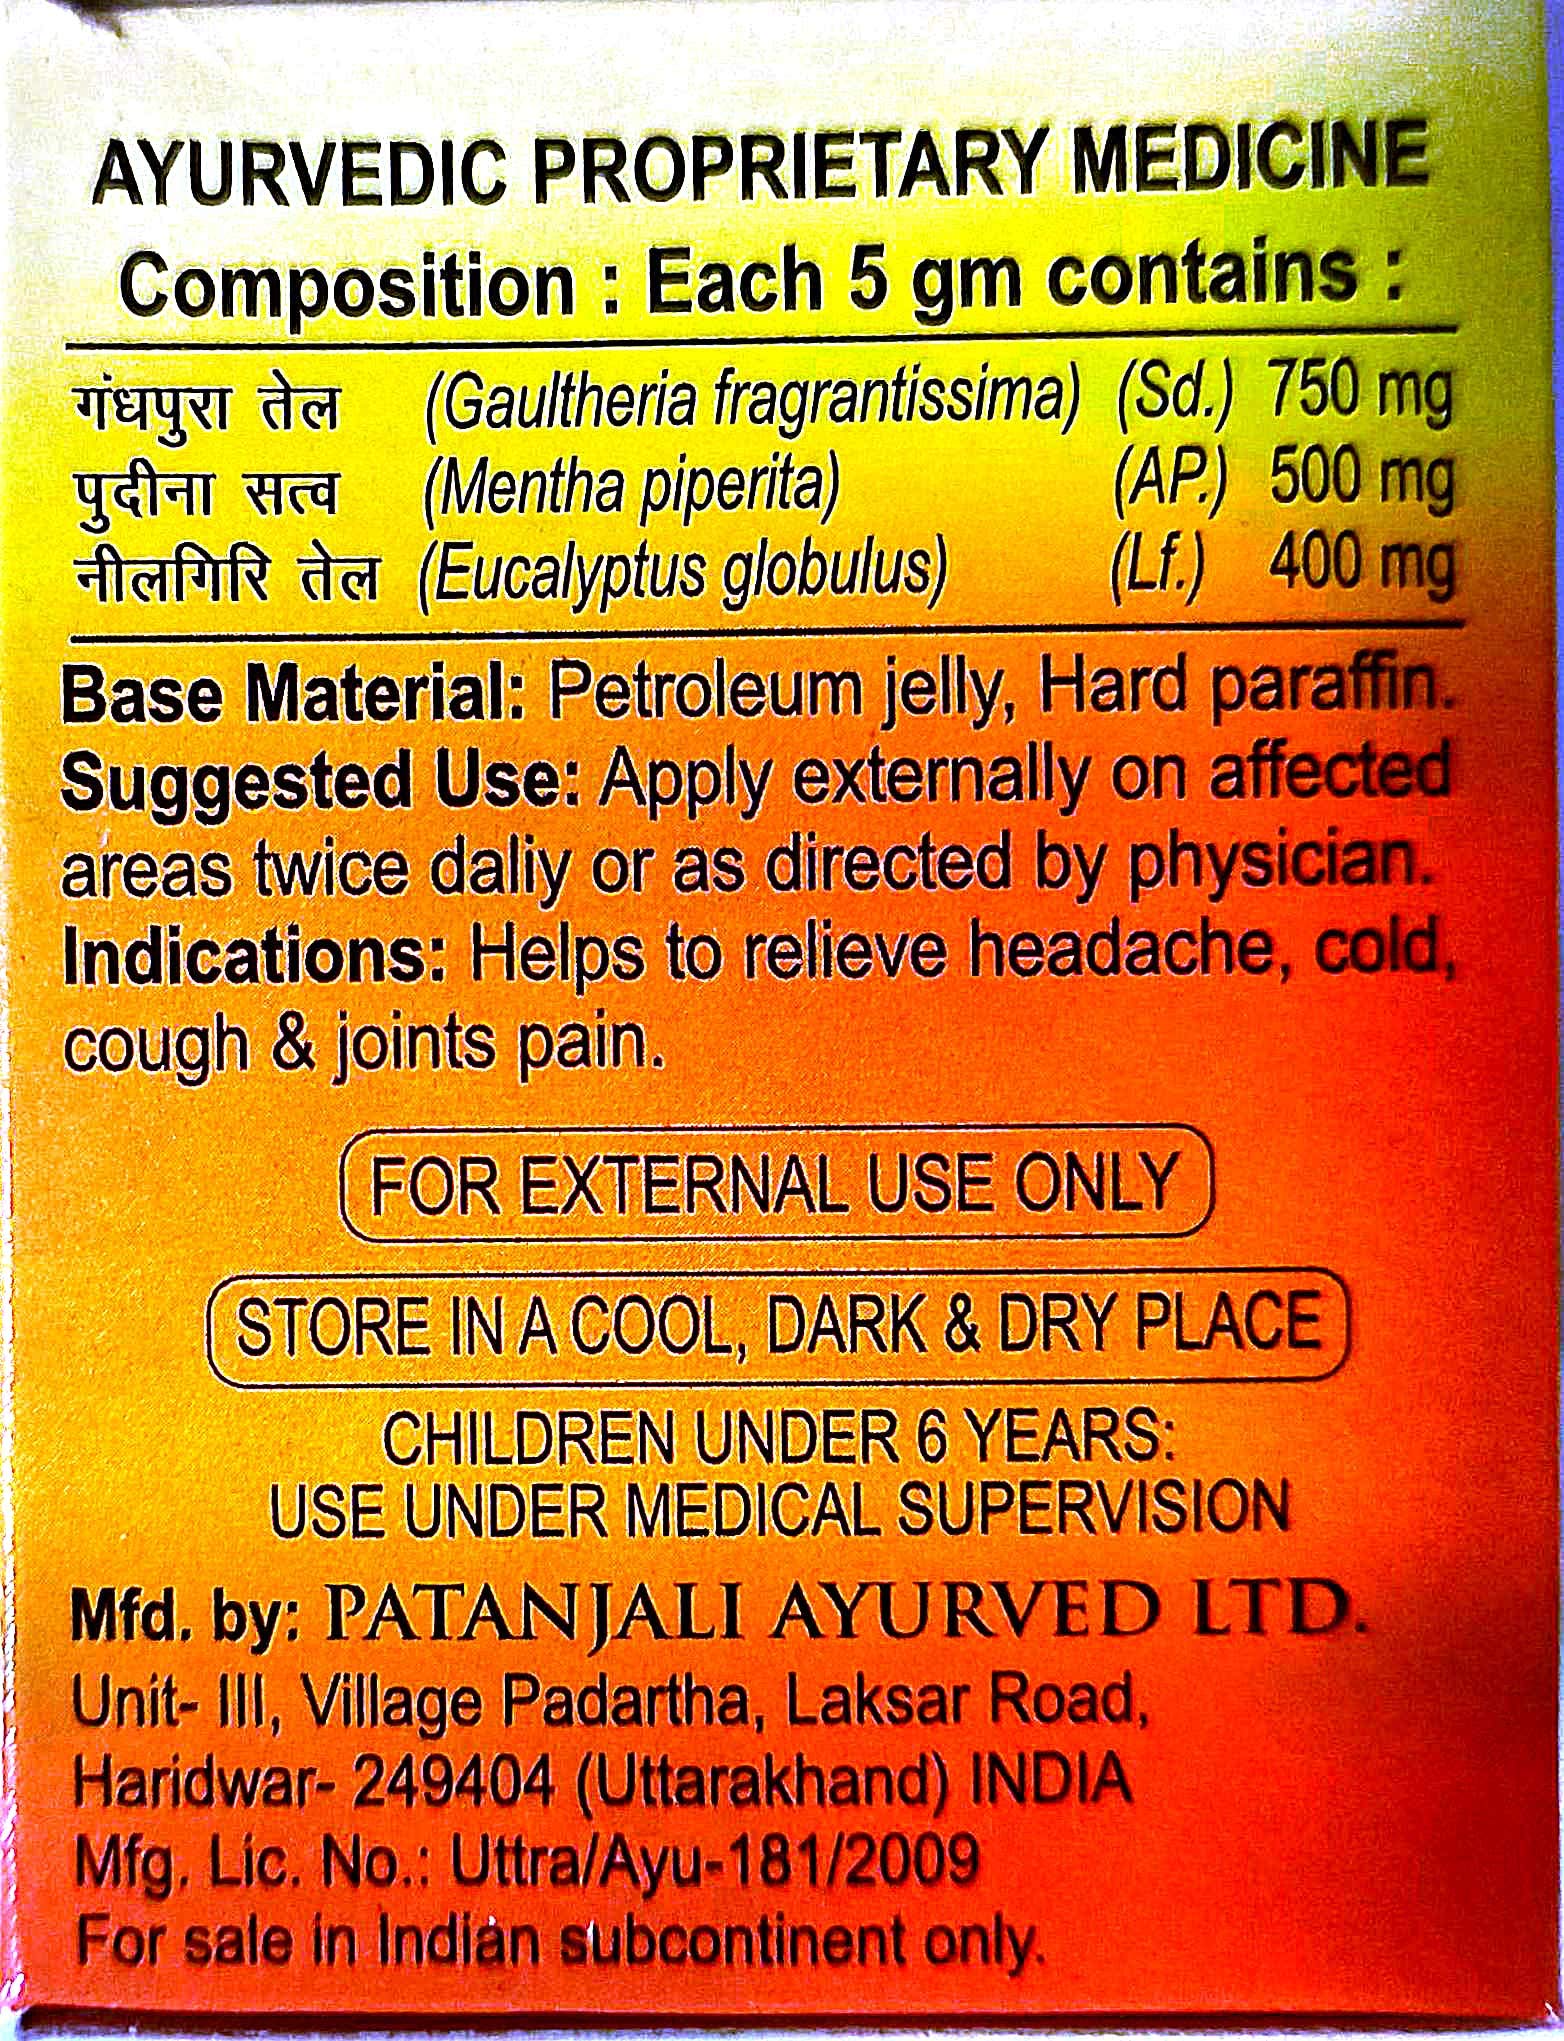 AYURVEDIC PROPRIETARY MEDICINE
Composition : Each 5 gm contains :
गंधपुरा तेल (Gaultheria fragrantissima) (Sd.) 750 mg
पुदीना सत्व (Mentha piperita) (AP.) 500 mg
नीलगिरि तेल (Eucalyptus globulus) (Lf.) 400 mg
Base Material: Petroleum jelly, Hard paraffin.
Suggested Use: Apply externally on affected
areas twice daliy or as directed by physician.
Indications: Helps to relieve headache, cold,
cough & joints pain.
FOR EXTERNAL USE ONLY
STORE IN A COOL, DARK & DRY PLACE
CHILDREN UNDER 6 YEARS:
USE UNDER MEDICAL SUPERVISION
Mfd. by: PATANJALI AYURVED LTD.
Unit- III, Village Padartha, Laksar Road,
Haridwar- 249404 (Uttarakhand) INDIA
Mfg. Lic. No.: Uttra/Ayu-181/2009
For sale in Indian subcontinent only.